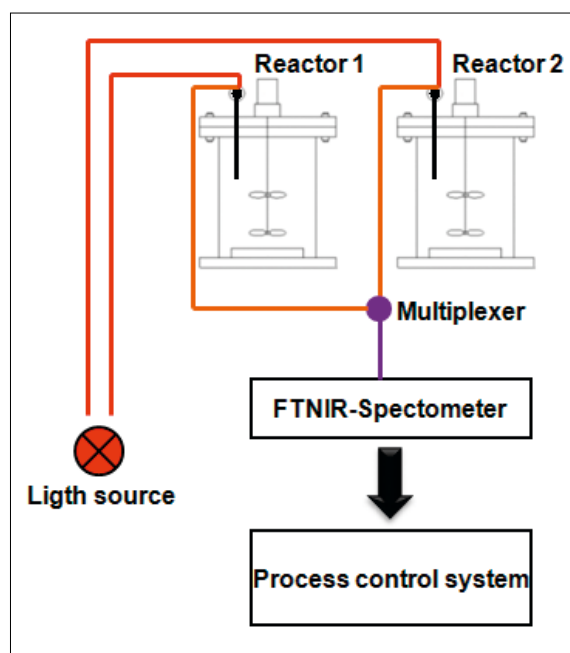 Reactor 1
Reactor 2
Multiplexer
FTNIR-Spectometer
Ligth source
Process control system